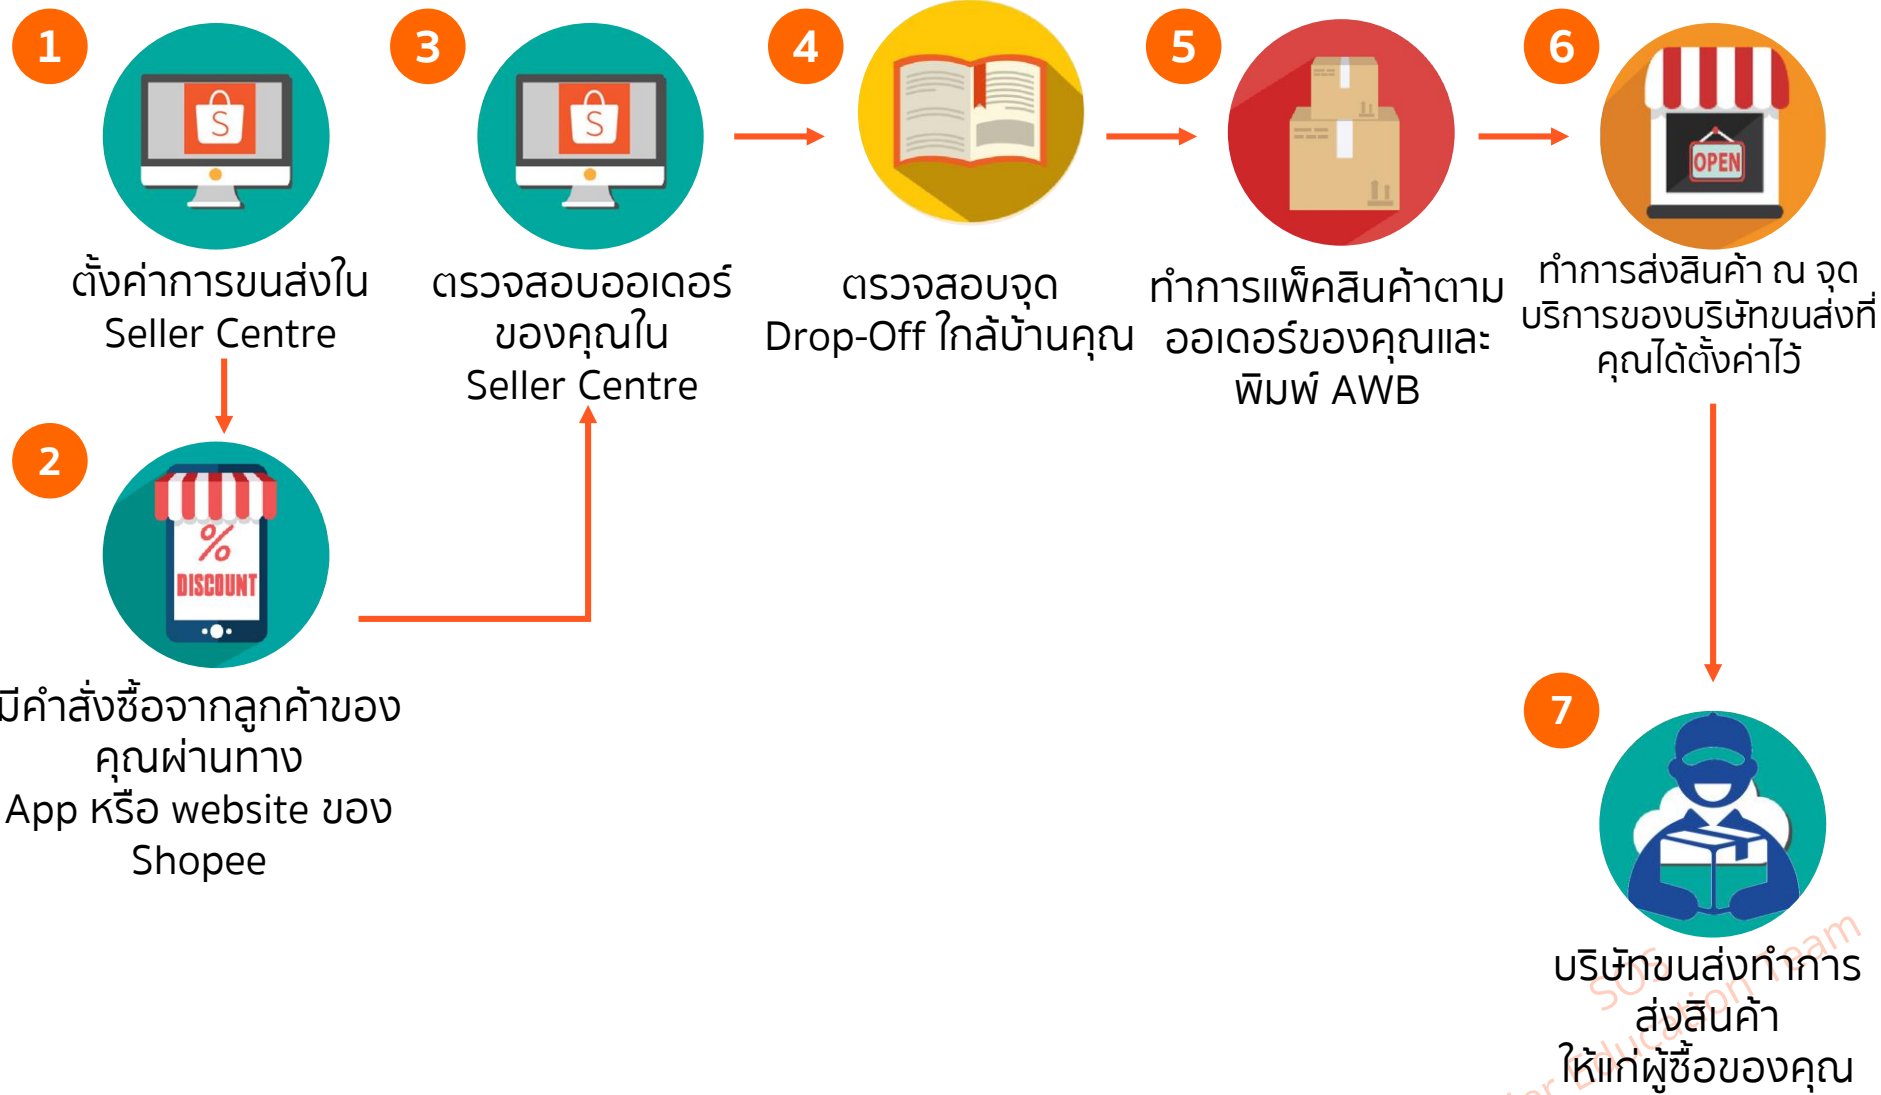 1
ตั้งค่าการขนส่งใน
Seller Centre
2
DISCOUNT
มีคำสั่งซื้อจากลูกค้าของ
คุณผ่านทาง
App หรือ website ของ
Shopee
3
ตรวจสอบออเดอร์
ของคุณใน
Seller Centre
4
ตรวจสอบจุด
Drop-Off ใกล้บ้านคุณ
5
ทำการแพ็คสินค้าตาม
ออเดอร์ของคุณและ
พิมพ์ AWB
6
OPEN
ทำการส่งสินค้า ณ จุด
บริการของบริษัทขนส่งที่
คุณได้ตั้งค่าไว้
7
บริษัทขนส่งทำการ
ส่งสินค้า
ให้แก่ผู้ซื้อของคุณ
SOS
Education Team